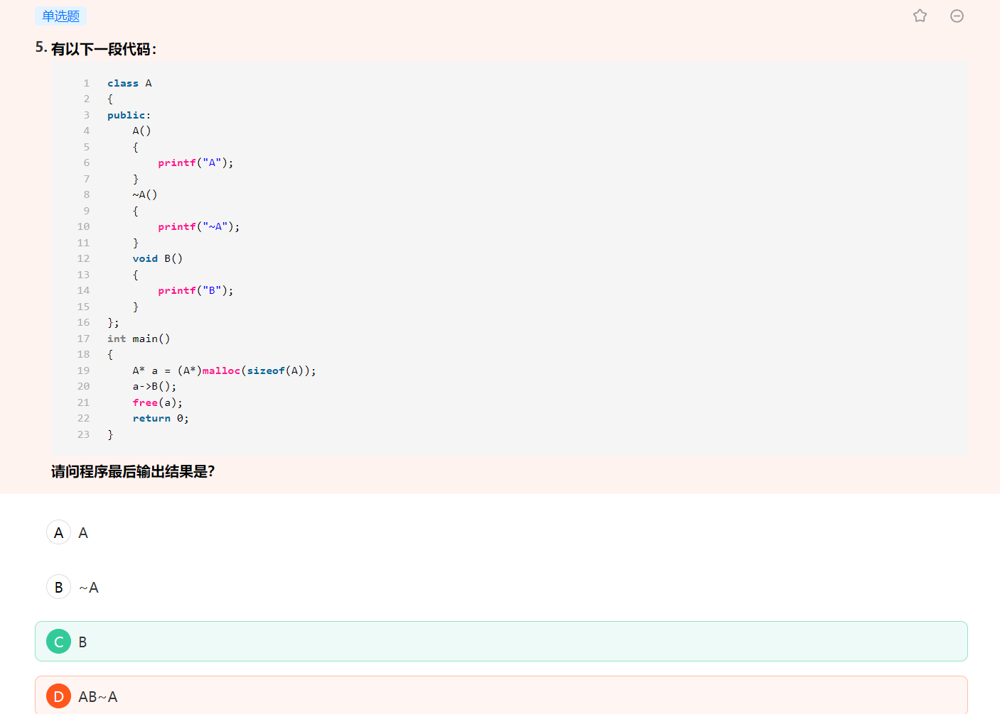 单选题
5. 有以下一段代码：
1 class A
2 {
3 public:
4     A()
5     {
6         printf("A");
7     }
8     ~A()
9     {
10         printf("~A");
11     }
12     void B()
13     {
14         printf("B");
15     }
16 };
17 int main()
18 {
19     A* a = (A*)malloc(sizeof(A));
20     a->B();
21     free(a);
22     return 0;
23 }
请问程序最后输出结果是？
A A
B ~A
C B
D AB~A